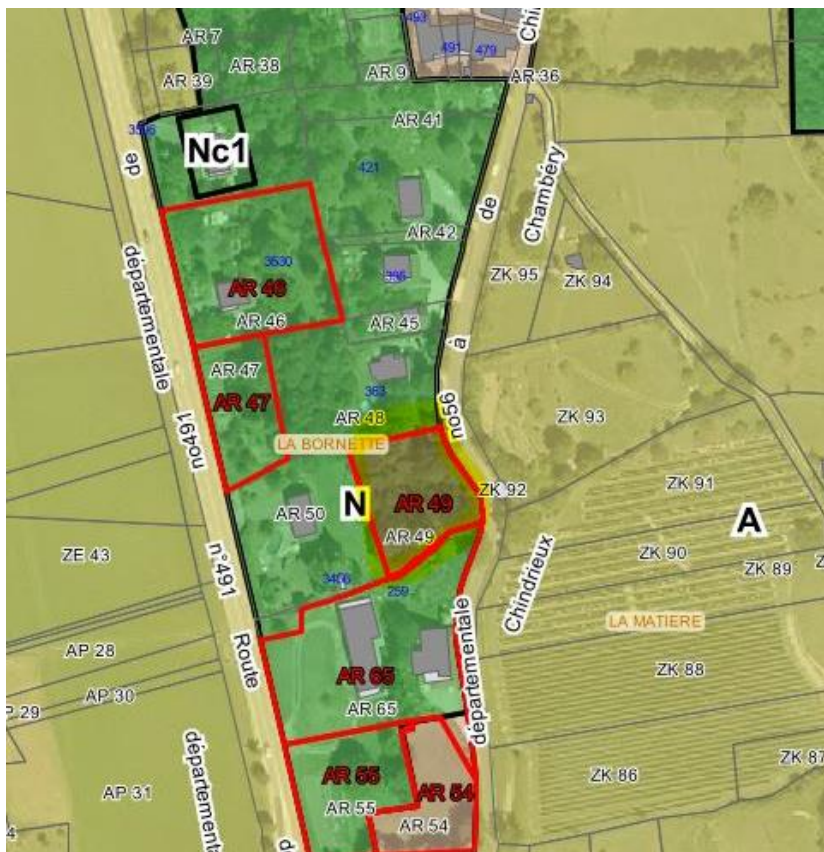 493
Chi
AR 7
491
479
AR 38
AR 9
AR 36
AR 39
AR 41
Nc1
de
421
Chambéry
de
AR 42
ZK 95
ZK 94
3530
395
AR 46
AR 46
AR 45
départementale
à
AR 47
363
AR 47
AR 48
no56
ZK 93
LA BORNETTE
no491
ZK 92
ZK 91
AR 49
N
A
AR 50
AR 49
ZK 90
ZE 43
n°491
ZK 89
Z
3406
259
Chindrieux
LA MATIERE
AP 28
Route
départementale
AR 65
ZK 88
AP 30
P 29
AR 65
AR 55
ZK 86
ZK 87
AP 31
départementa
AR 54
AR 55
AR 54
4
d